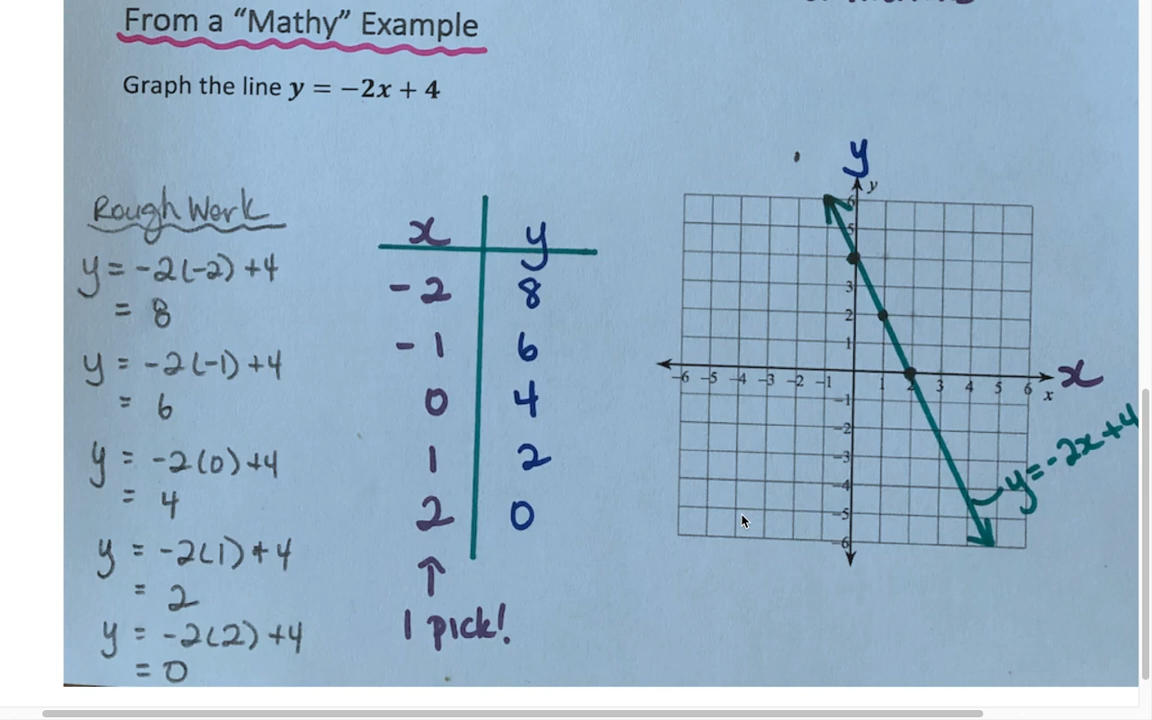 From a “Mathy” Example
Graph the line y = −2x + 4
Rough Work
y = -2(-2) +4
= 8
y = -2(-1) +4
= 6
y = -2(0) +4
= 4
y = -2(1) +4
= 2
y = -2(2) +4
= 0
x y
-2 8
-1 6
0 4
1 2
2 0
↑
I pick!
y
y
6
5
3
2
1
−6 −5 −4 −3 −2 −1 1 2 3 4 5 6 x
x
−1
−2
−3
−4
−5
−6
y=-2x+4